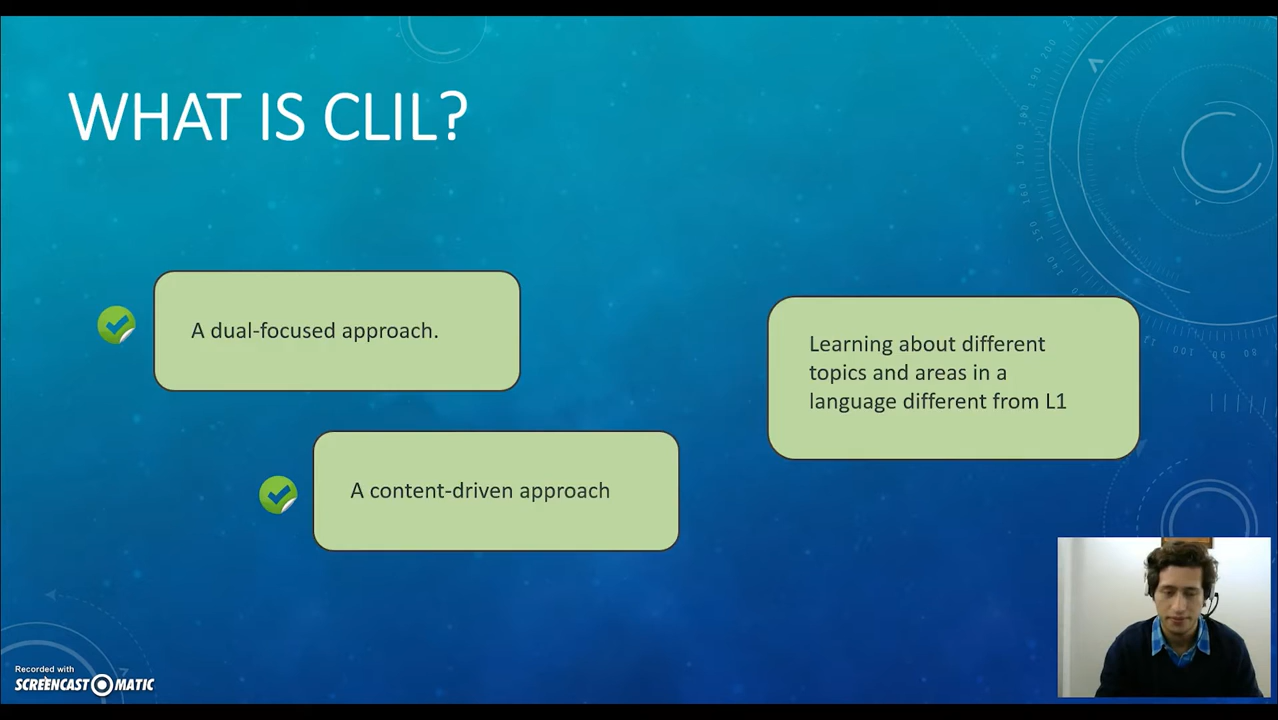 WHAT IS CLIL?
A dual-focused approach.
A content-driven approach
Learning about different
topics and areas in a
language different from L1
Recorded with
SCREENCAST MATIC